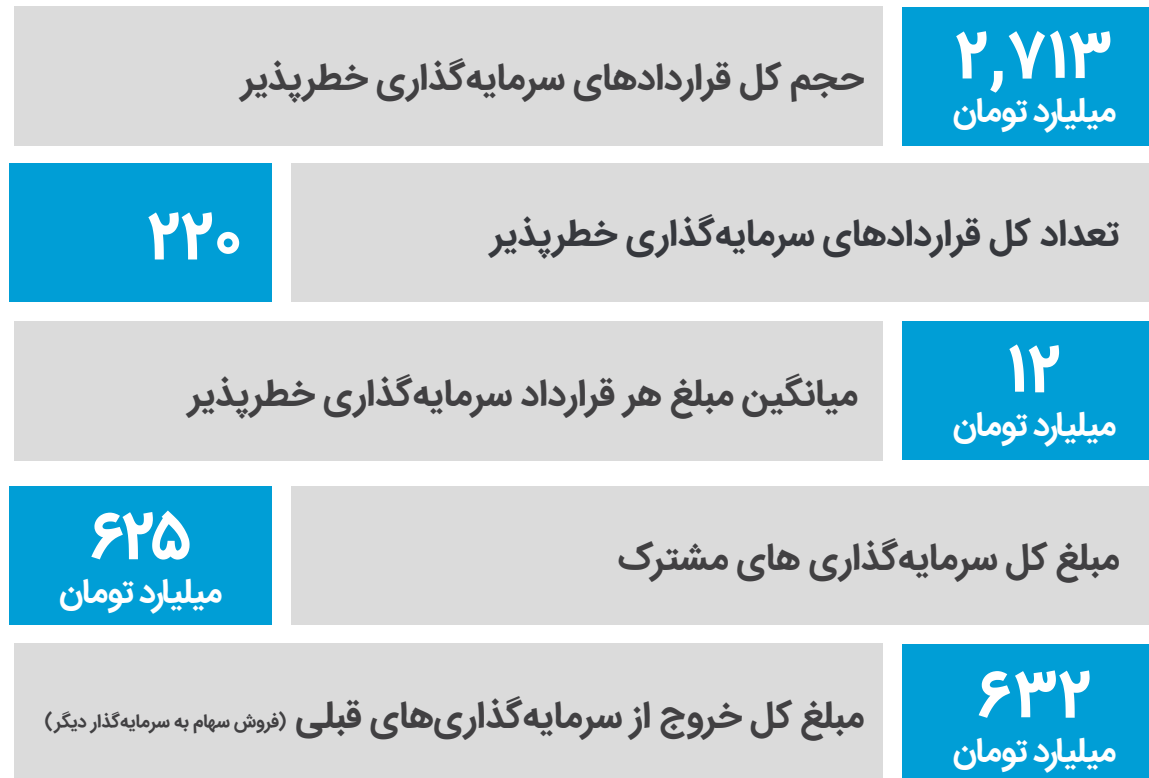 ۲,۷۱۳
میلیارد تومان
حجم کل قراردادهای سرمایه‌گذاری خطرپذیر
تعداد کل قراردادهای سرمایه‌گذاری خطرپذیر
۲۲۰
۱۲
میلیارد تومان
میانگین مبلغ هر قرارداد سرمایه‌گذاری خطرپذیر
مبلغ کل سرمایه‌گذاری های مشترک
۶۲۵
میلیارد تومان
۶۳۲
میلیارد تومان
مبلغ کل خروج از سرمایه‌گذاری‌های قبلی (فروش سهام به سرمایه‌گذار دیگر)